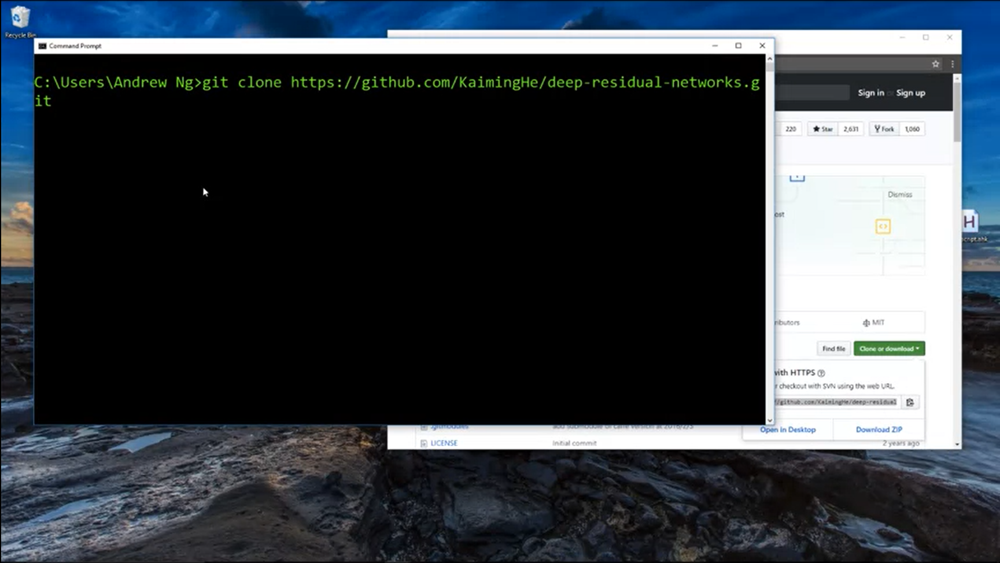 Recycle Bin
Command Prompt
C:\Users\Andrew Ng>git clone https://github.com/KaimingHe/deep-residual-networks.g
it
Sign in or Sign up
220 Star 2,631 Fork 1,060
Dismiss
ost
ributors MIT
Find file Clone or download
with HTTPS
r checkout with SVN using the web URL.
//github.com/KaimingHe/deep-residual
Open in Desktop Download ZIP
.gitmodules
LICENSE Initial commit 2 years ago
cript.ahk